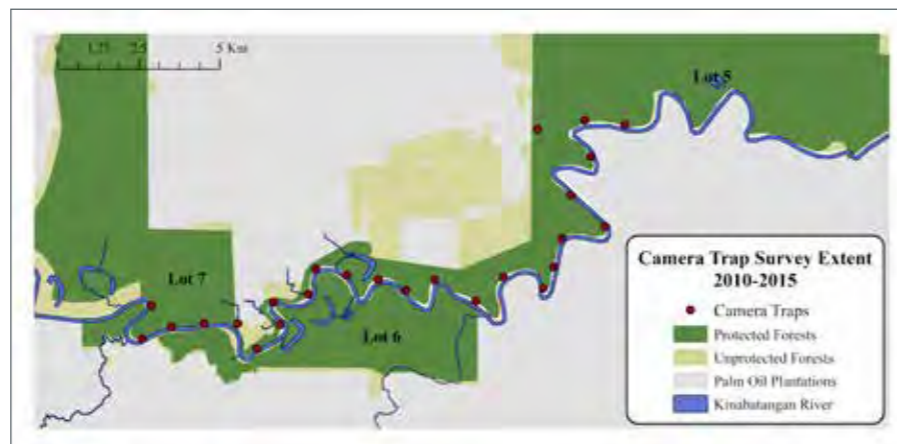 0 1.25 2.5 5 Km
Lot 5
Lot 7
Lot 6
Camera Trap Survey Extent
2010-2015
Camera Traps
Protected Forests
Unprotected Forests
Palm Oil Plantations
Kinabatangan River